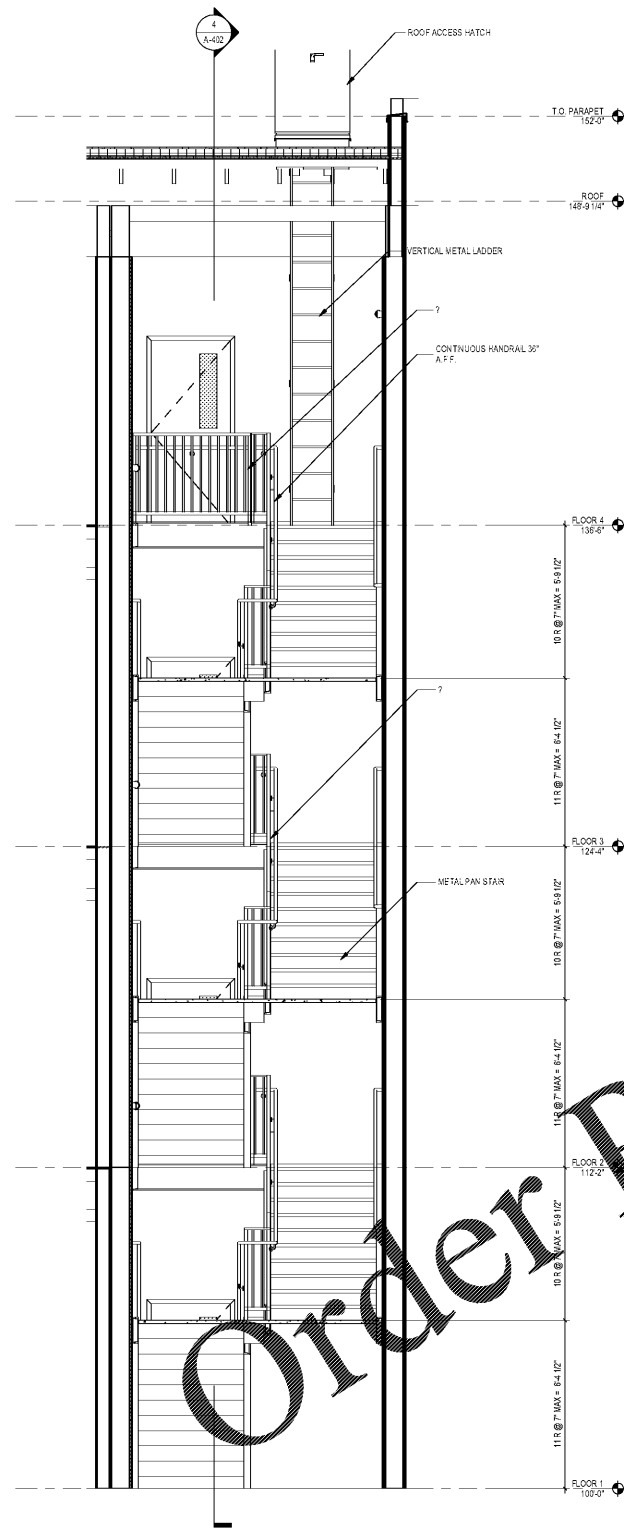 4
A-402
ROOF ACCESS HATCH
T.O. PARAPET
152'-0"
ROOF
148'-9 1/4"
VERTICAL METAL LADDER
?
CONTINUOUS HANDRAIL 36"
A.F.F.
FLOOR 4
136'-6"
10 R @ 7" MAX = 5'-9 1/2"
?
11 R @ 7" MAX = 6'-4 1/2"
FLOOR 3
124'-4"
METAL PAN STAIR
10 R @ 7" MAX = 5'-9 1/2"
11 R @ 7" MAX = 6'-4 1/2"
FLOOR 2
112'-2"
10 R @ 7" MAX = 5'-9 1/2"
Order
11 R @ 7" MAX = 6'-4 1/2"
FLOOR 1
100'-0"